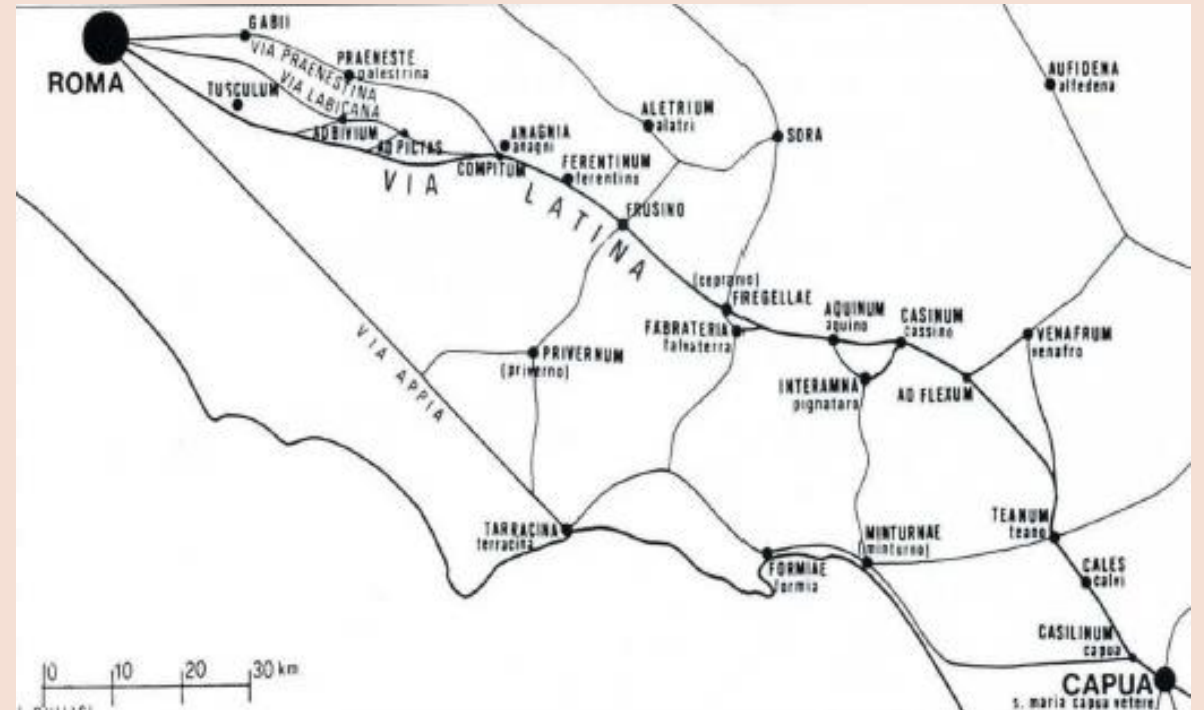 GABII
ROMA
VIA PRAENESTINA
PRAENESTE
palestrina
VIA LABICANA
TUSCULUM
AD BIVIUM
AD PICTAS
ANAGNIA
anagni
COMPITUM
FERENTINUM
ferentino
VIA
LATINA
ALETRIUM
alatri
SORA
AUFIDENA
alfedena
FRUSINO
(ceprano)
FREGELLAE
FABRATERIA
falvaterra
AQUINUM
aquino
CASINUM
cassino
VENAFRUM
venafro
VIA APPIA
PRIVERNUM
(priverno)
INTERAMNA
pignataro
AD FLEXUM
TARRACINA
terracina
FORMIAE
formia
MINTURNAE
(minturno)
TEANUM
teano
CALES
calvi
CASILINUM
capua
CAPUA
s. maria capua vetere
0 10 20 30 km